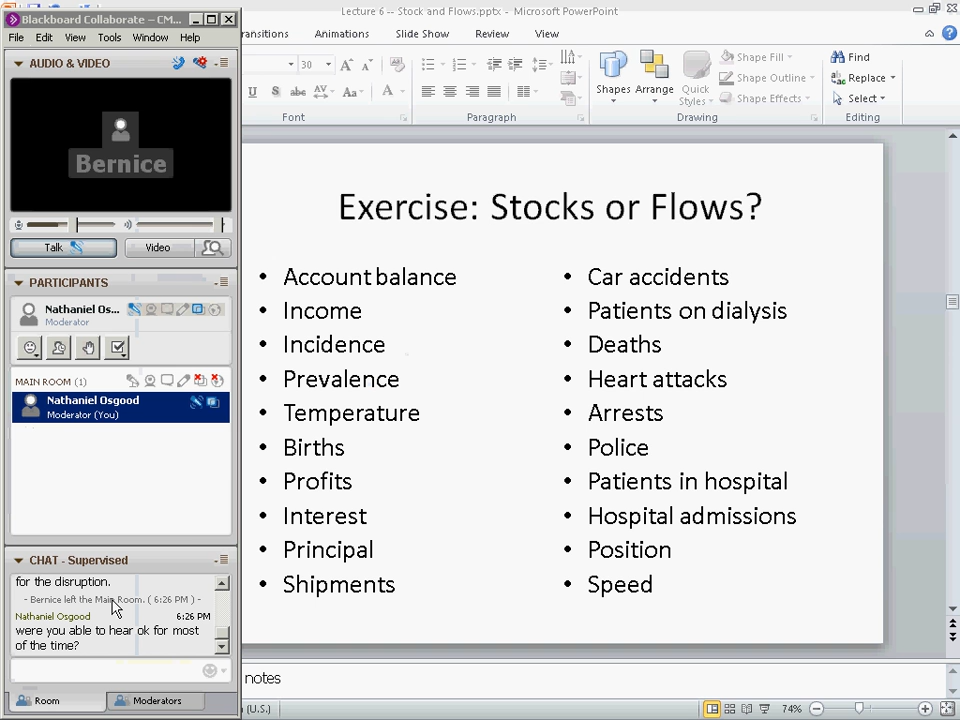 Blackboard Collaborate – CM...
Lecture 6 -- Stock and Flows.pptx - Microsoft PowerPoint
File Edit View Tools Window Help
Animations Slide Show Review View
AUDIO & VIDEO
30
Aa
Font
Paragraph
Shapes Arrange Quick Styles
Shape Fill
Shape Outline
Shape Effects
Drawing
Find
Replace
Select
Editing
Bernice
Talk Video
PARTICIPANTS
Nathaniel Os...
Moderator
MAIN ROOM (1)
Nathaniel Osgood
Moderator (You)
CHAT - Supervised
for the disruption.
- Bernice left the Main Room. ( 6:26 PM ) -
Nathaniel Osgood 6:26 PM
were you able to hear ok for most
of the time?
Room Moderators
Exercise: Stocks or Flows?
• Account balance
• Income
• Incidence
• Prevalence
• Temperature
• Births
• Profits
• Interest
• Principal
• Shipments
• Car accidents
• Patients on dialysis
• Deaths
• Heart attacks
• Arrests
• Police
• Patients in hospital
• Hospital admissions
• Position
• Speed
notes
(U.S.)
74%